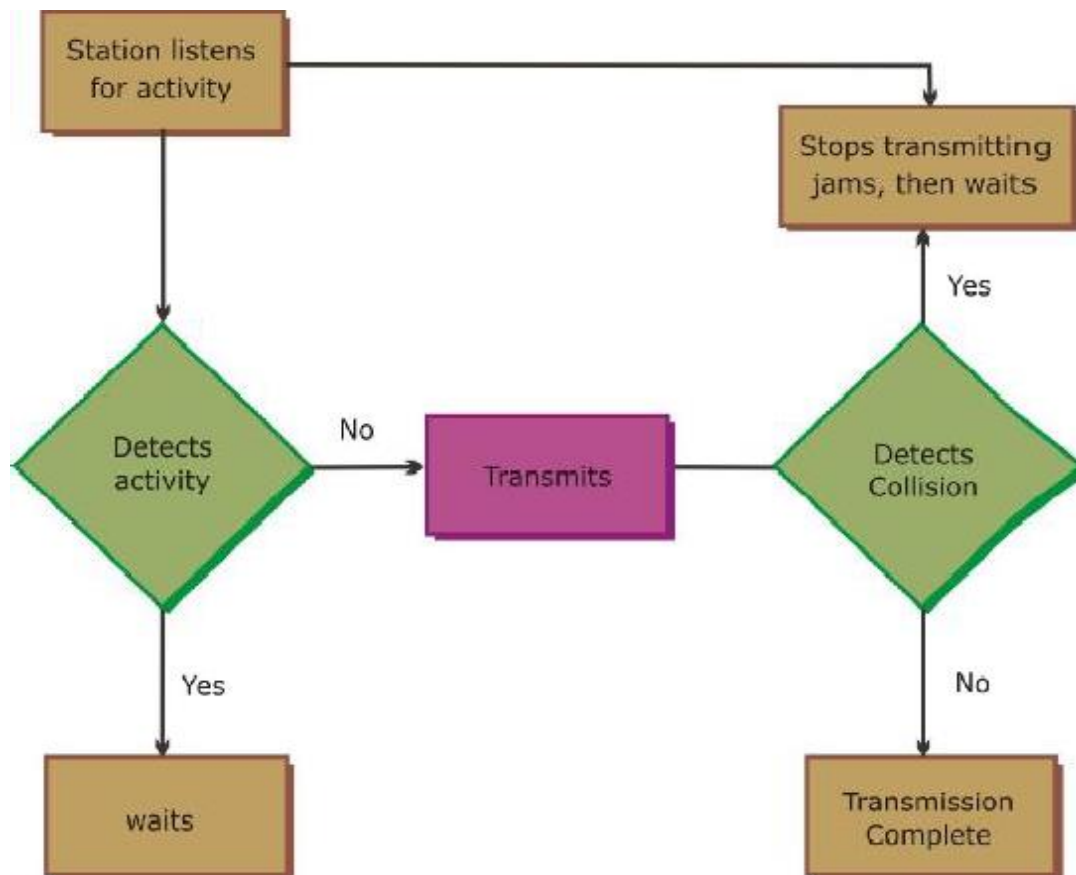 Station listens
for activity
Stops transmitting
jams, then waits
Yes
Detects
activity
No
Transmits
Detects
Collision
Yes
No
waits
Transmission
Complete